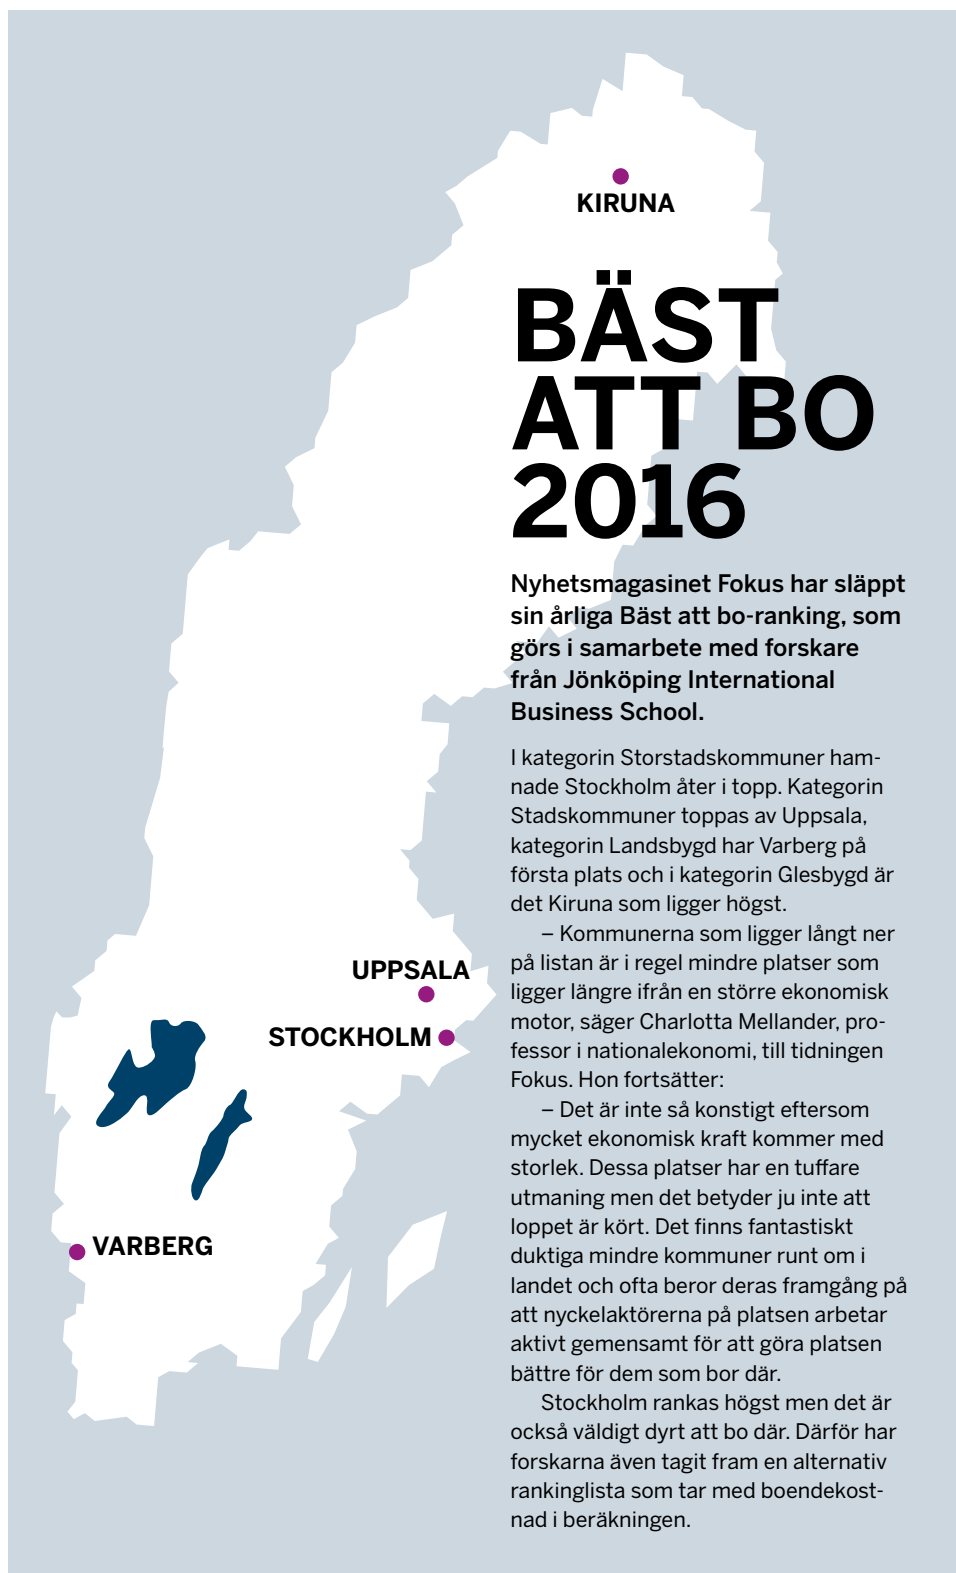 KIRUNA
BÄST
ATT BO
2016
Nyhetsmagasinet Fokus har släppt
sin årliga Bäst att bo-ranking, som
görs i samarbete med forskare
från Jönköping International
Business School.
I kategorin Storstadskommuner ham-
nade Stockholm åter i topp. Kategorin
Stadskommuner toppas av Uppsala,
kategorin Landsbygd har Varberg på
första plats och i kategorin Glesbygd är
det Kiruna som ligger högst.
– Kommunerna som ligger långt ner
på listan är i regel mindre platser som
ligger längre ifrån en större ekonomisk
motor, säger Charlotta Mellander, pro-
fessor i nationalekonomi, till tidningen
Fokus. Hon fortsätter:
– Det är inte så konstigt eftersom
mycket ekonomisk kraft kommer med
storlek. Dessa platser har en tuffare
utmaning men det betyder ju inte att
loppet är kört. Det finns fantastiskt
duktiga mindre kommuner runt om i
landet och ofta beror deras framgång på
att nyckelaktörerna på platsen arbetar
aktivt gemensamt för att göra platsen
bättre för dem som bor där.
Stockholm rankas högst men det är
också väldigt dyrt att bo där. Därför har
forskarna även tagit fram en alternativ
rankinglista som tar med boendekost-
nad i beräkningen.
UPPSALA
STOCKHOLM
VARBERG